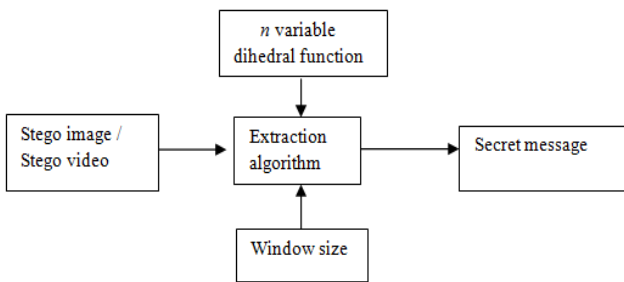 n variable
dihedral function
Stego image /
Stego video
Extraction
algorithm
Secret message
Window size